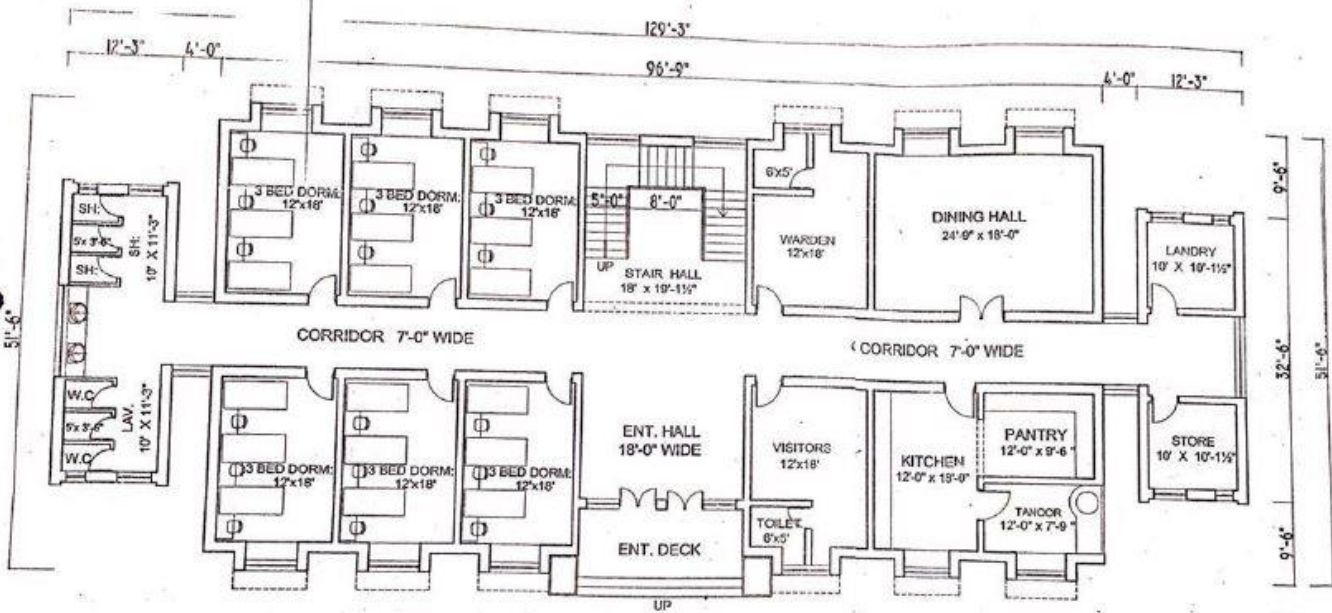 129'-3"
12'-3"
4'-0"
96'-9"
4'-0"
12'-3"
3 BED DORM:
12'x18'
3 BED DORM:
12'x18'
3 BED DORM:
12'x18'
6'x5'
5'-0"
8'-0"
WARDEN
12'x18'
DINING HALL
24'-9" x 18'-0"
9'-6"
SH:
5'x 3'-6"
SH:
SH:
10' X 11'-3"
UP
STAIR HALL
18' x 19'-1½"
LANDRY
10' X 10'-1½"
51'-6"
CORRIDOR 7'-0" WIDE
CORRIDOR 7'-0" WIDE
32'-6"
51'-6"
W.C
5'x 3'-6"
W.C
LAV.
10' X 11'-3"
3 BED DORM:
12'x18'
3 BED DORM:
12'x18'
3 BED DORM:
12'x18'
ENT. HALL
18'-0" WIDE
VISITORS
12'x18'
KITCHEN
12'-0" x 18'-0"
PANTRY
12'-0" x 9'-6"
STORE
10' X 10'-1½"
TOILET
6'x5'
TANOOR
12'-0" x 7'-9"
9'-6"
ENT. DECK
UP